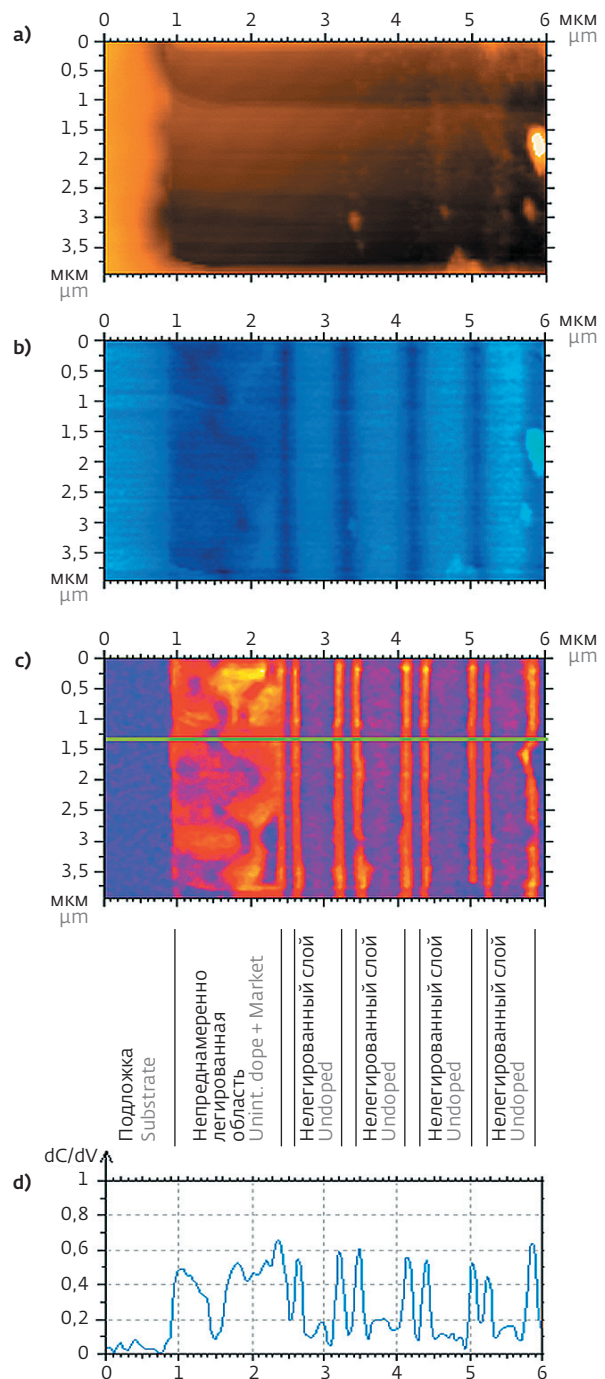 0 1 2 3 4 5 6 мкм
µm
a)
0
0,5
1
1,5
2
2,5
3
3,5
мкм
µm
0 1 2 3 4 5 6 мкм
µm
b)
0
0,5
1
1,5
2
2,5
3
3,5
мкм
µm
0 1 2 3 4 5 6 мкм
µm
c)
0
0,5
1
1,5
2
2,5
3
3,5
мкм
µm
Подложка
Substrate
Непреднамеренно
легированная
область
Unint. dope + Market
Нелегированный слой
Undoped
Нелегированный слой
Undoped
Нелегированный слой
Undoped
Нелегированный слой
Undoped
dC/dV
d)
1
0,8
0,6
0,4
0,2
0
0 1 2 3 4 5 6